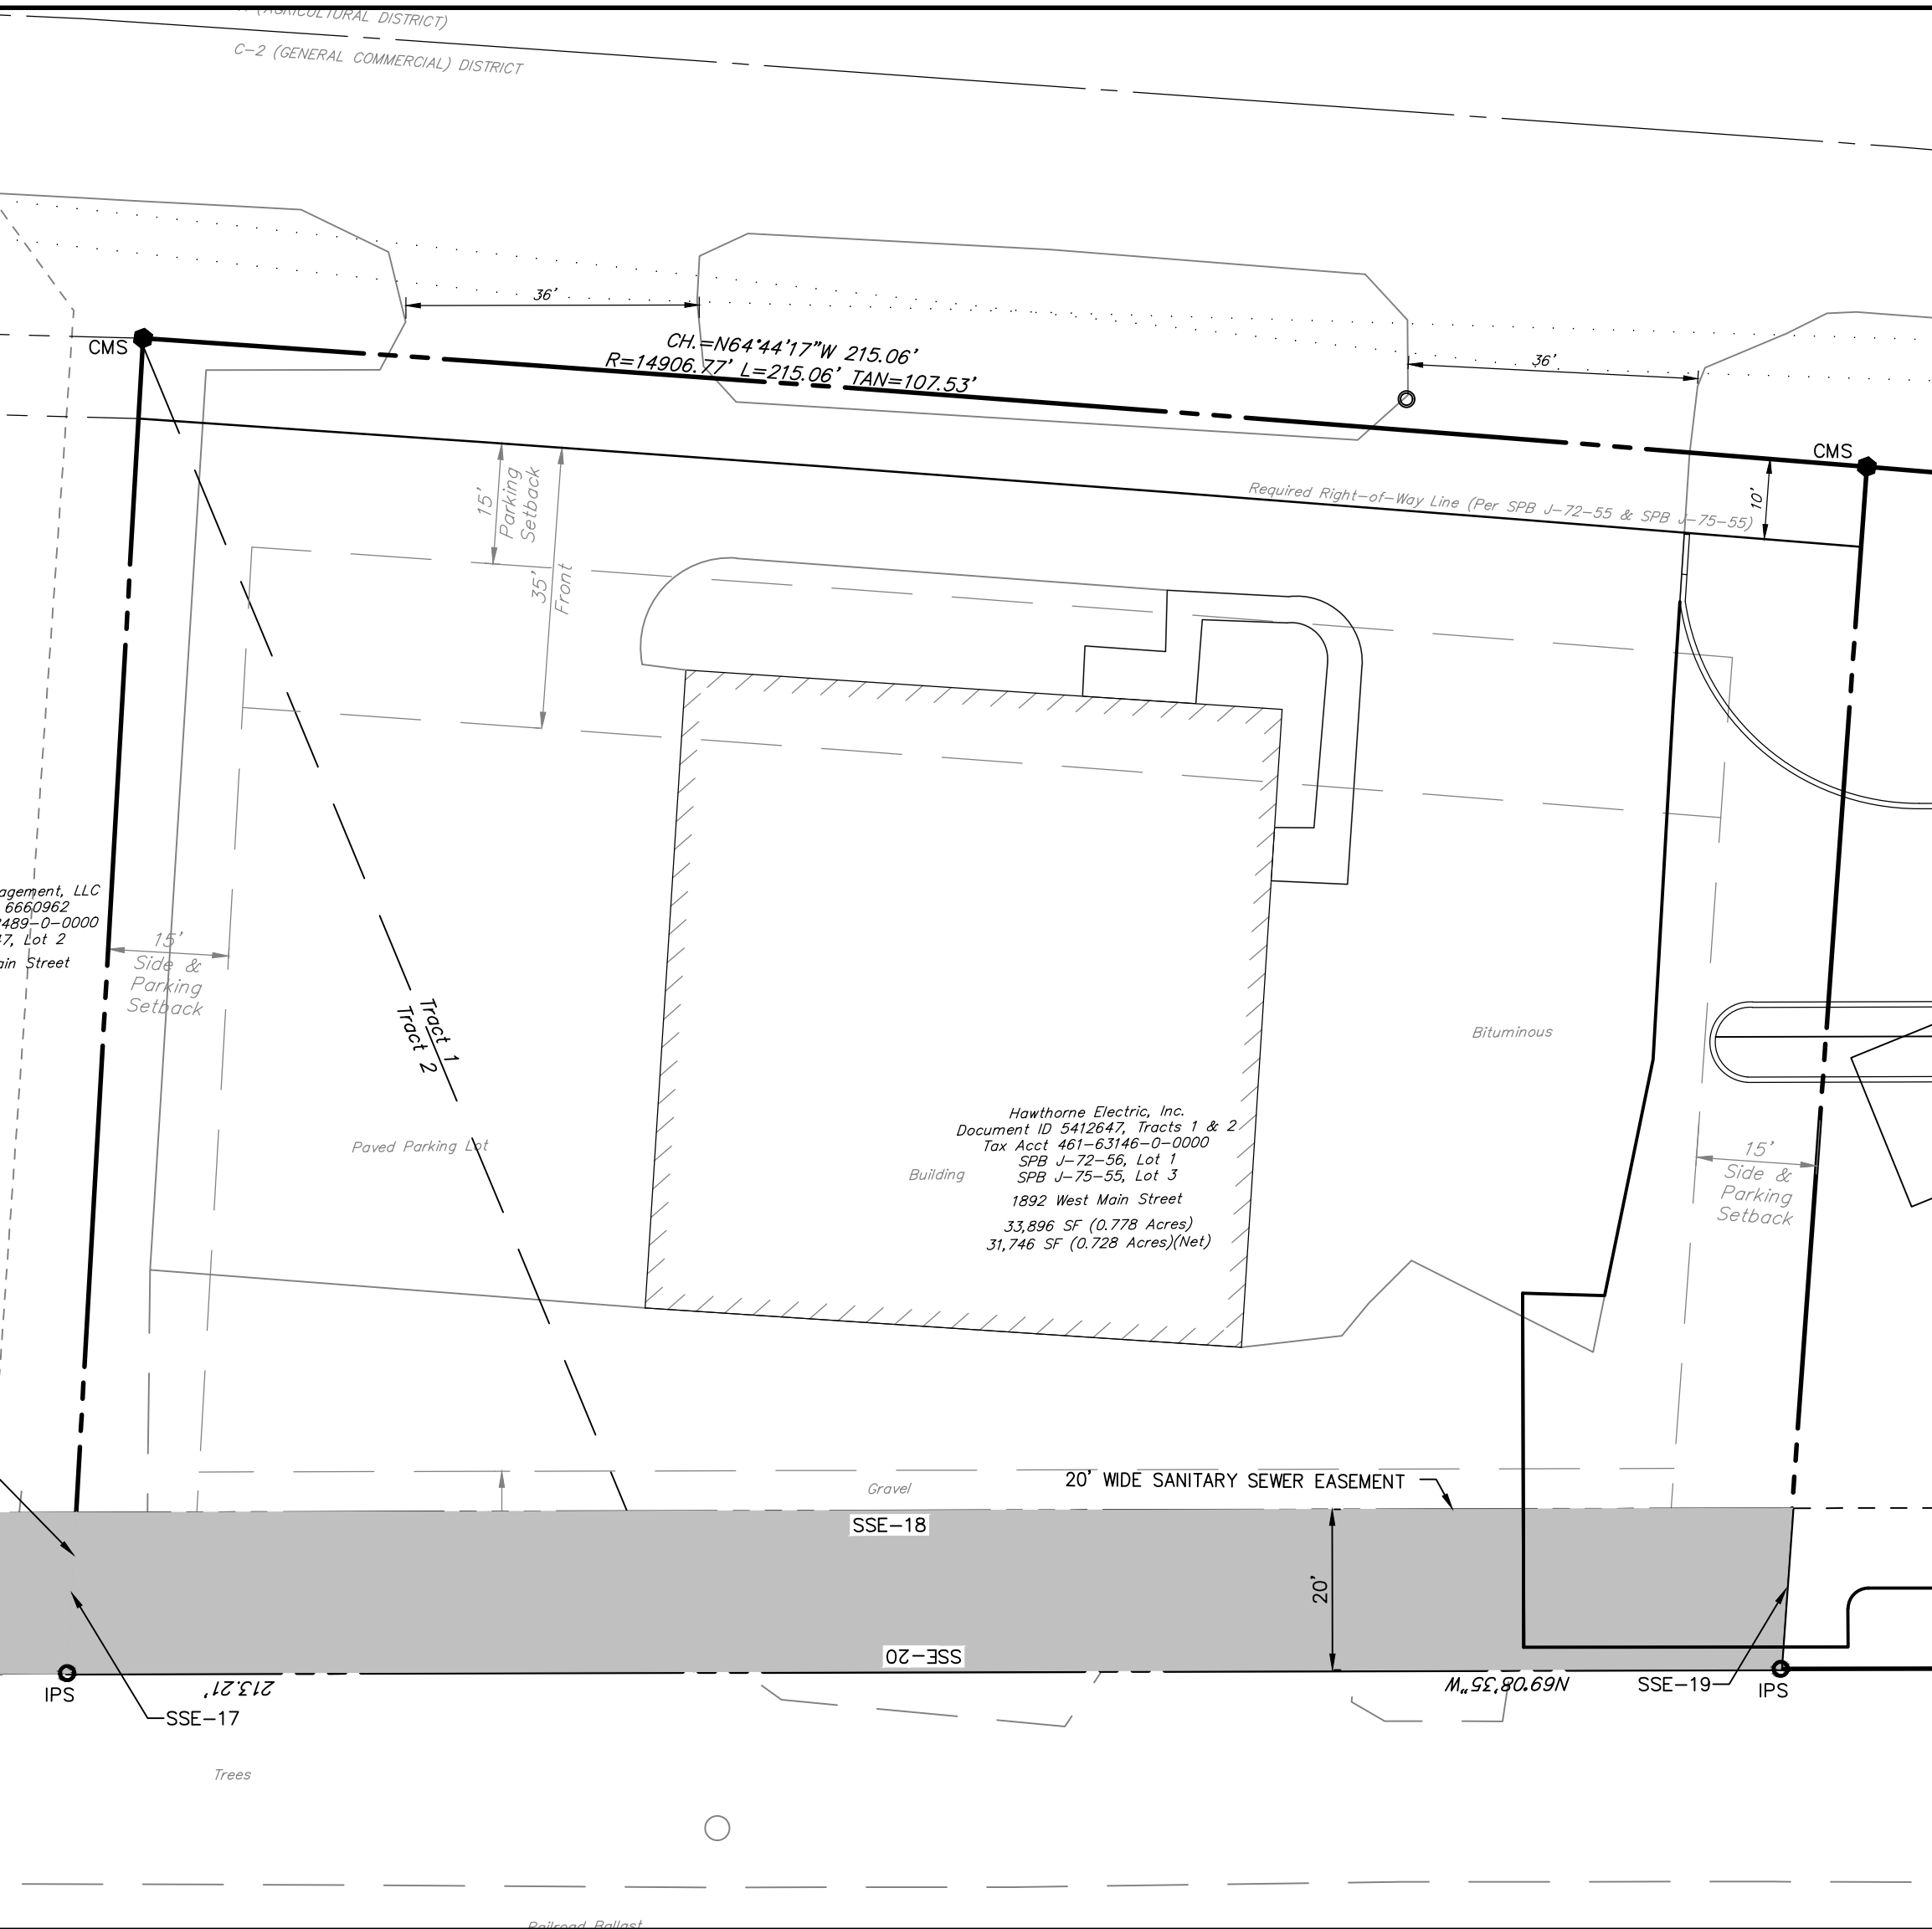 (AGRICULTURAL DISTRICT)
C-2 (GENERAL COMMERCIAL) DISTRICT
36'
CH.=N64°44'17"W 215.06'
R=14906.77' L=215.06' TAN=107.53'
36'
CMS
CMS
10'
Required Right-of-Way Line (Per SPB J-72-55 & SPB J-75-55)
15'
Parking
Setback
35'
Front
agement, LLC
6660962
489-0-0000
7, Lot 2
ain Street
15'
Side &
Parking
Setback
Tract 1
Tract 2
Bituminous
Paved Parking Lot
Building
Hawthorne Electric, Inc.
Document ID 5412647, Tracts 1 & 2
Tax Acct 461-63146-0-0000
SPB J-72-56, Lot 1
SPB J-75-55, Lot 3
1892 West Main Street
33,896 SF (0.778 Acres)
31,746 SF (0.728 Acres)(Net)
15'
Side &
Parking
Setback
Gravel
20' WIDE SANITARY SEWER EASEMENT
SSE-18
20'
SSE-20
IPS
213.21'
SSE-17
N69°08'35"W
SSE-19
IPS
Trees
Railroad Ballast